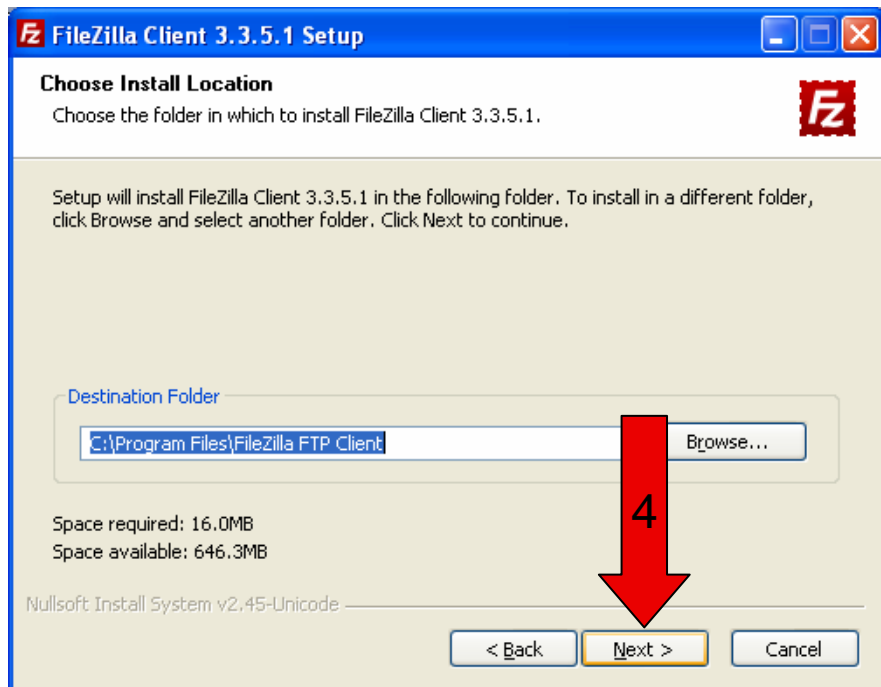 FileZilla Client 3.3.5.1 Setup
Choose Install Location
Choose the folder in which to install FileZilla Client 3.3.5.1.
Fz
Setup will install FileZilla Client 3.3.5.1 in the following folder. To install in a different folder,
click Browse and select another folder. Click Next to continue.
Destination Folder
C:\Program Files\FileZilla FTP Client
Browse...
4
Space required: 16.0MB
Space available: 646.3MB
Nullsoft Install System v2.45-Unicode
< Back Next > Cancel